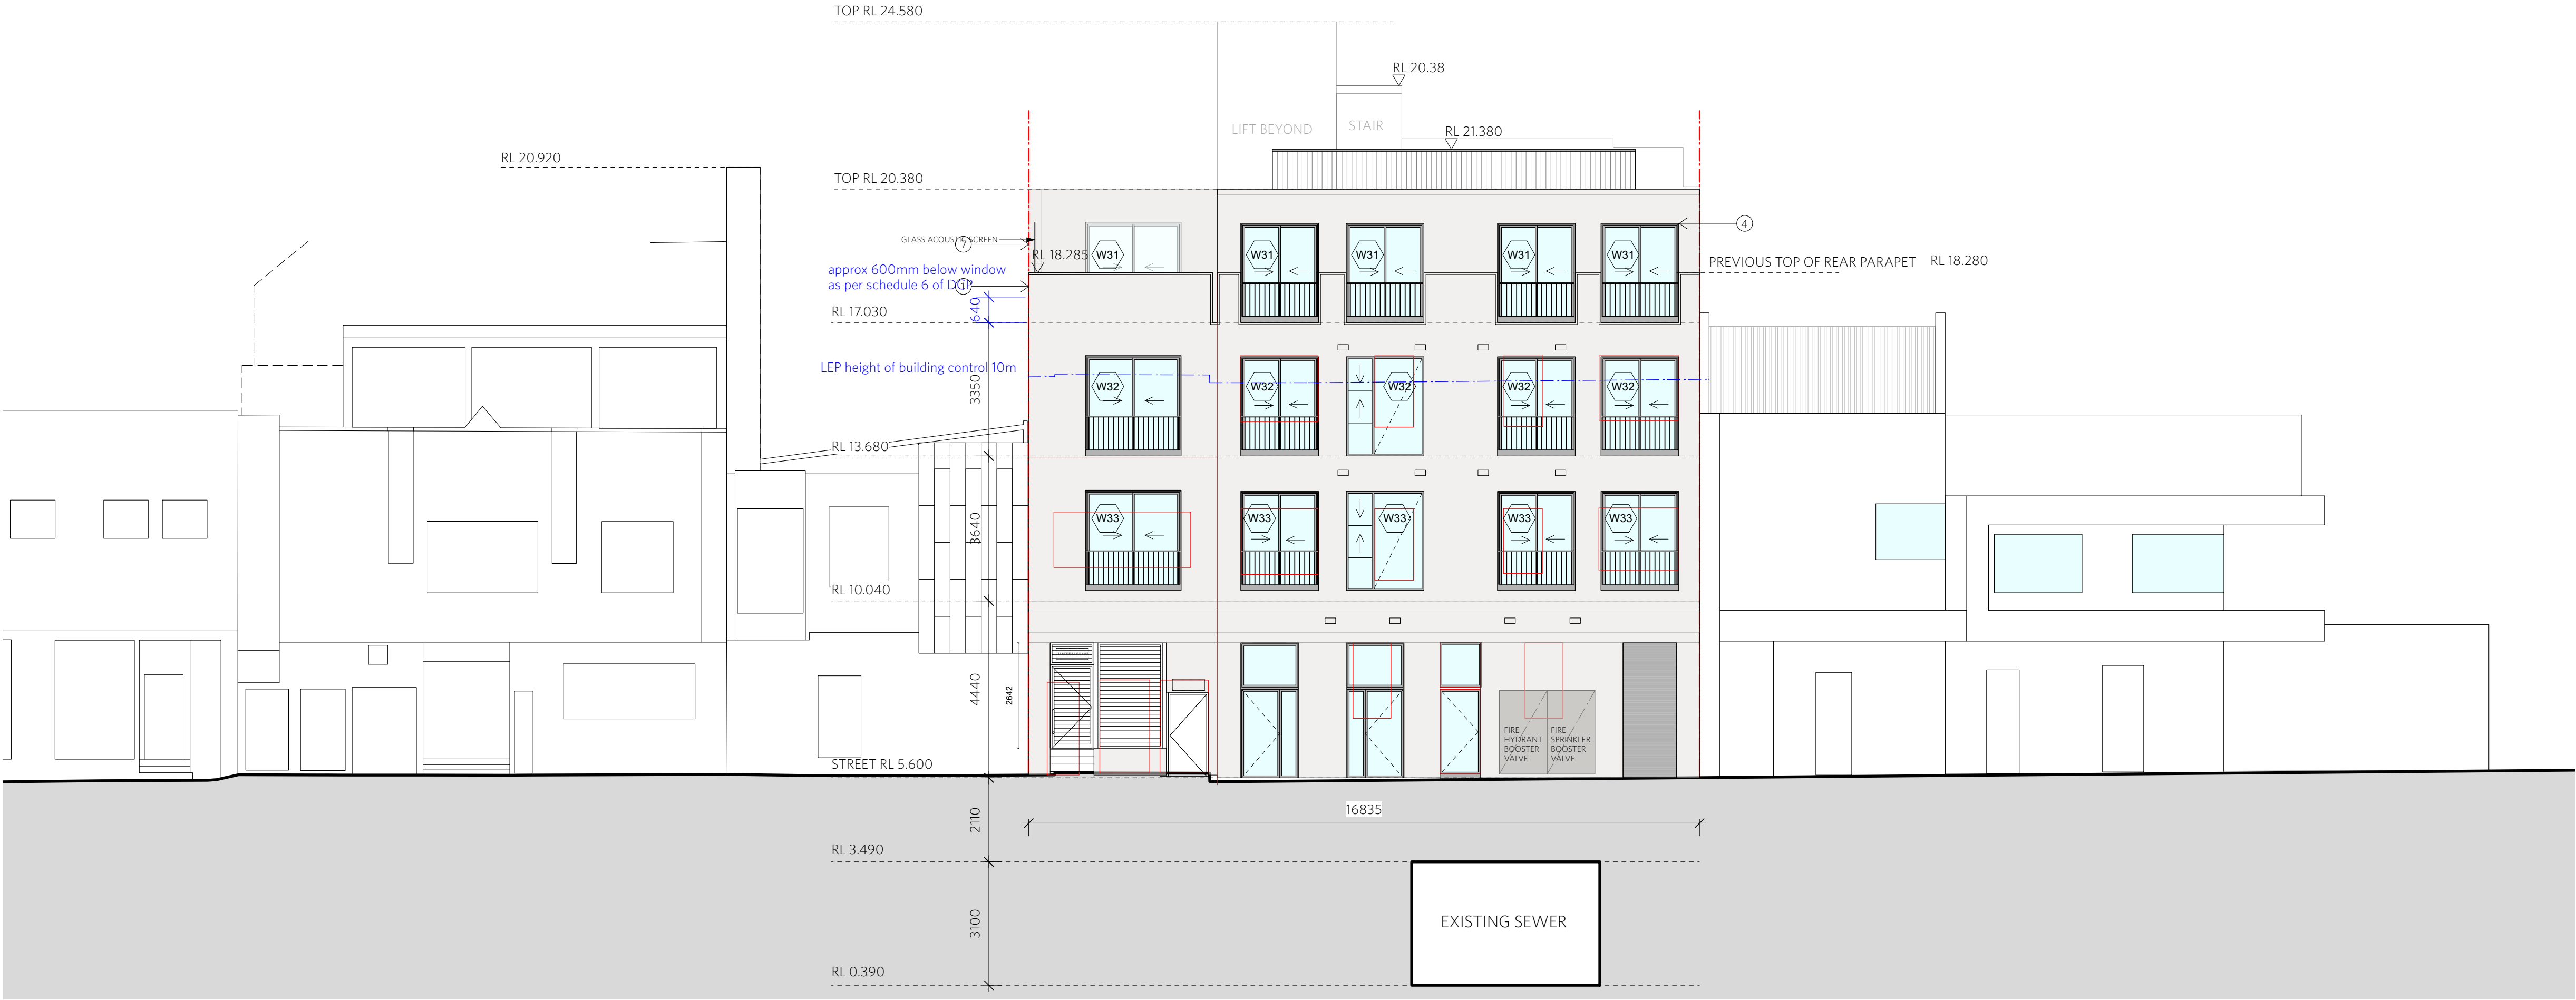 TOP RL 24.580
RL 20.38
LIFT BEYOND
STAIR
RL 21.380
RL 20.920
TOP RL 20.380
4
GLASS ACOUSTIC SCREEN
7
RL 18.285
W31
W31
W31
W31
W31
PREVIOUS TOP OF REAR PARAPET RL 18.280
approx 600mm below window
as per schedule 6 of DCP
640
RL 17.030
LEP height of building control 10m
3350
W32
W32
W32
W32
W32
RL 13.680
3640
W33
W33
W33
W33
W33
RL 10.040
4440
2642
FIRE
HYDRANT
BOOSTER
VALVE
FIRE
SPRINKLER
BOOSTER
VALVE
STREET RL 5.600
2110
16835
RL 3.490
3100
EXISTING SEWER
RL 0.390